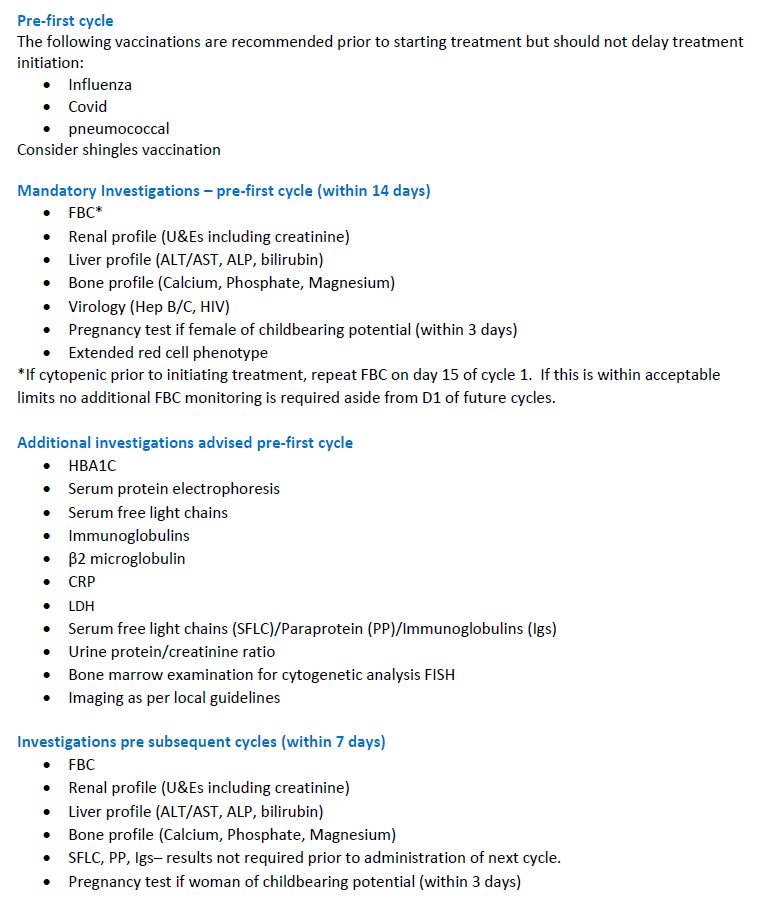 Pre-first cycle
The following vaccinations are recommended prior to starting treatment but should not delay treatment
initiation:
• Influenza
• Covid
• pneumococcal
Consider shingles vaccination
Mandatory Investigations – pre-first cycle (within 14 days)
• FBC*
• Renal profile (U&Es including creatinine)
• Liver profile (ALT/AST, ALP, bilirubin)
• Bone profile (Calcium, Phosphate, Magnesium)
• Virology (Hep B/C, HIV)
• Pregnancy test if female of childbearing potential (within 3 days)
• Extended red cell phenotype
*If cytopenic prior to initiating treatment, repeat FBC on day 15 of cycle 1.  If this is within acceptable
limits no additional FBC monitoring is required aside from D1 of future cycles.
Additional investigations advised pre-first cycle
• HBA1C
• Serum protein electrophoresis
• Serum free light chains
• Immunoglobulins
• β2 microglobulin
• CRP
• LDH
• Serum free light chains (SFLC)/Paraprotein (PP)/Immunoglobulins (Igs)
• Urine protein/creatinine ratio
• Bone marrow examination for cytogenetic analysis FISH
• Imaging as per local guidelines
Investigations pre subsequent cycles (within 7 days)
• FBC
• Renal profile (U&Es including creatinine)
• Liver profile (ALT/AST, ALP, bilirubin)
• Bone profile (Calcium, Phosphate, Magnesium)
• SFLC, PP, Igs– results not required prior to administration of next cycle.
• Pregnancy test if woman of childbearing potential (within 3 days)